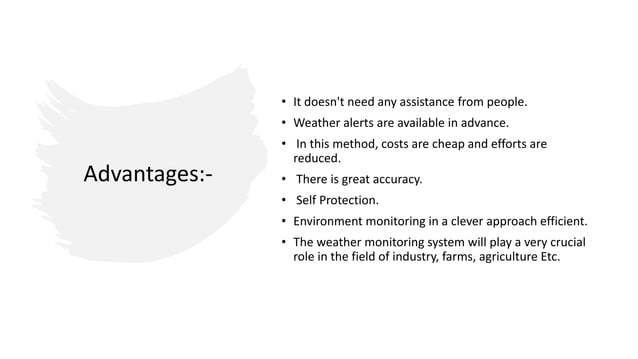 Advantages:-
• It doesn't need any assistance from people.
• Weather alerts are available in advance.
• In this method, costs are cheap and efforts are
reduced.
• There is great accuracy.
• Self Protection.
• Environment monitoring in a clever approach efficient.
• The weather monitoring system will play a very crucial
role in the field of industry, farms, agriculture Etc.